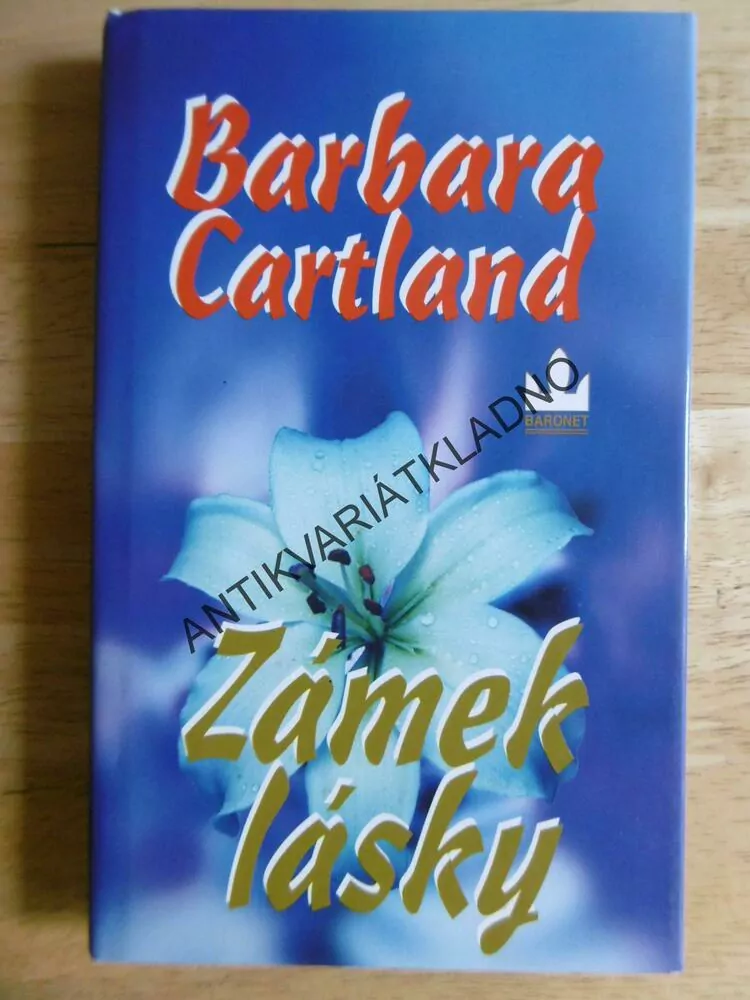 Barbara
Cartland
BARONET
ANTIKVARIÁTKLADNO
Zámek
lásky